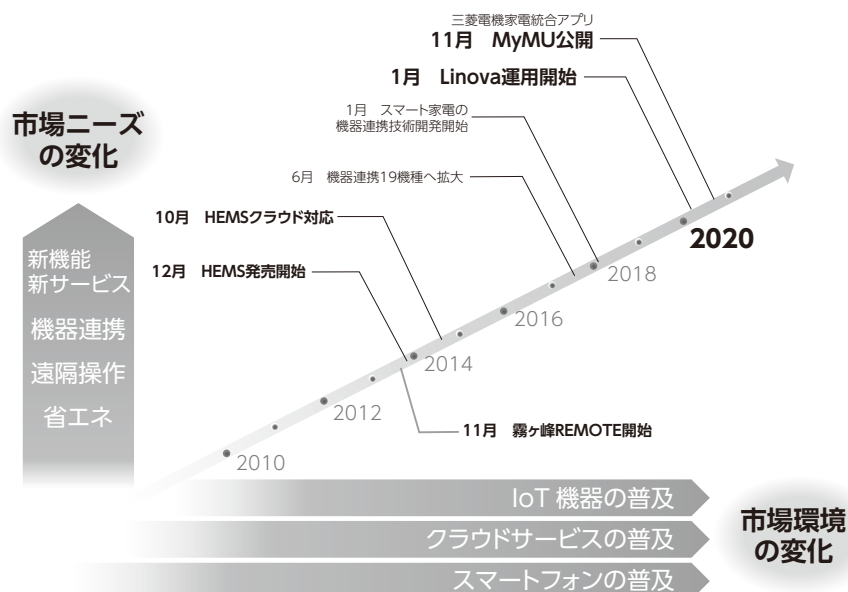 三菱電機家電統合アプリ
11月 MyMU公開
1月 Linova運用開始
1月 スマート家電の
機器連携技術開発開始
6月 機器連携19機種へ拡大
10月 HEMSクラウド対応
12月 HEMS発売開始
市場ニーズ
の変化
新機能
新サービス
機器連携
遠隔操作
省エネ
2020
2018
2016
2014
2012
2010
11月 霧ヶ峰REMOTE開始
IoT 機器の普及
クラウドサービスの普及
スマートフォンの普及
市場環境
の変化